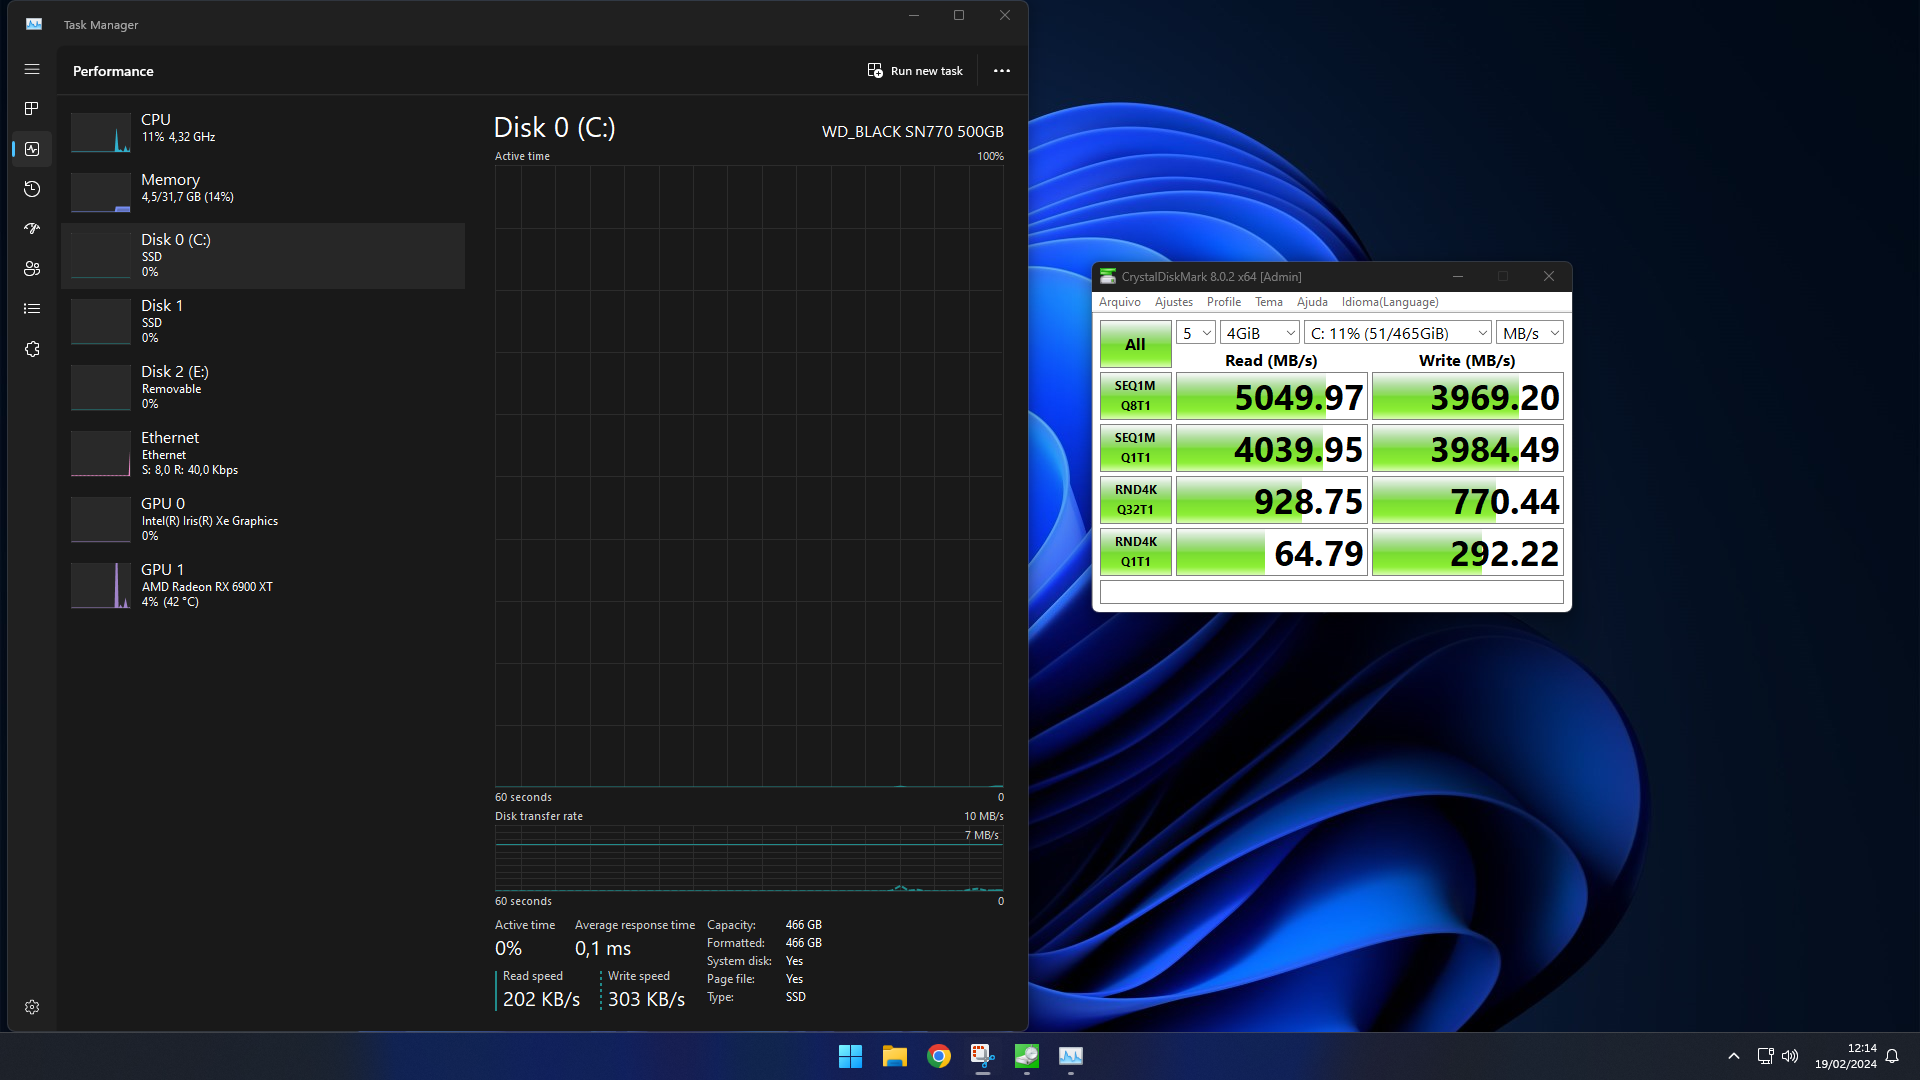 Task Manager
Performance
Run new task
CPU
11% 4,32 GHz
Memory
4,5/31,7 GB (14%)
Disk 0 (C:)
SSD
0%
Disk 1
SSD
0%
Disk 2 (E:)
Removable
0%
Ethernet
Ethernet
S: 8,0 R: 40,0 Kbps
GPU 0
Intel(R) Iris(R) Xe Graphics
0%
GPU 1
AMD Radeon RX 6900 XT
4% (42 °C)
Disk 0 (C:)
WD_BLACK SN770 500GB
Active time 100%
60 seconds 0
Disk transfer rate 10 MB/s
7 MB/s
60 seconds 0
Active time
0%
Average response time
0,1 ms
Read speed
202 KB/s
Write speed
303 KB/s
Capacity: 466 GB
Formatted: 466 GB
System disk: Yes
Page file: Yes
Type: SSD
CrystalDiskMark 8.0.2 x64 [Admin]
Arquivo Ajustes Profile Tema Ajuda Idioma(Language)
All
5 4GiB C: 11% (51/465GiB) MB/s
Read (MB/s) Write (MB/s)
SEQ1M
Q8T1
5049.97 3969.20
SEQ1M
Q1T1
4039.95 3984.49
RND4K
Q32T1
928.75 770.44
RND4K
Q1T1
64.79 292.22
12:14
19/02/2024